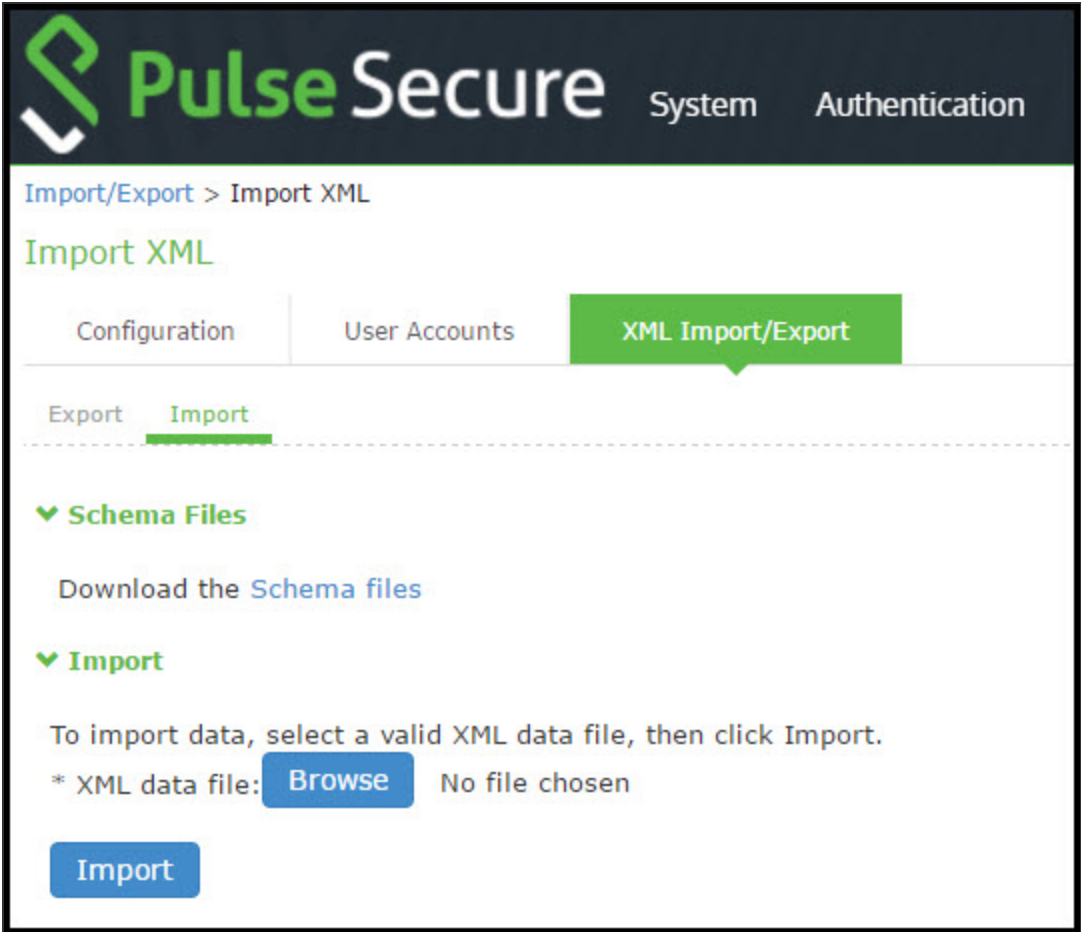 Pulse Secure System Authentication
Import/Export > Import XML
Import XML
Configuration User Accounts XML Import/Export
Export Import
Schema Files
Download the Schema files
Import
To import data, select a valid XML data file, then click Import.
* XML data file: Browse No file chosen
Import